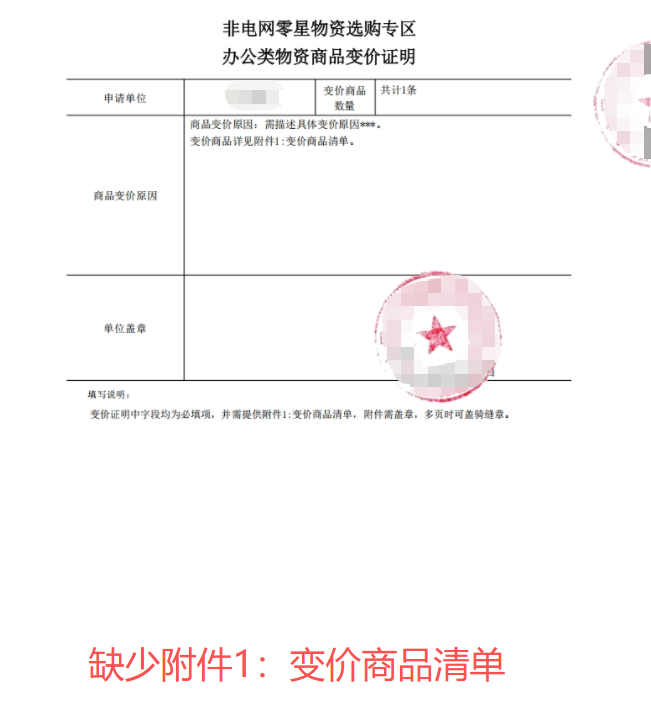 非电网零星物资选购专区
办公类物资商品变价证明
申请单位
变价商品
数量
共计1条
商品变价原因
商品变价原因：需描述具体变价原因***。
变价商品详见附件1:变价商品清单。
单位盖章
填写说明：
变价证明中字段均为必填项，并需提供附件1:变价商品清单，附件需盖章，多页时可盖骑缝章。
缺少附件1：变价商品清单